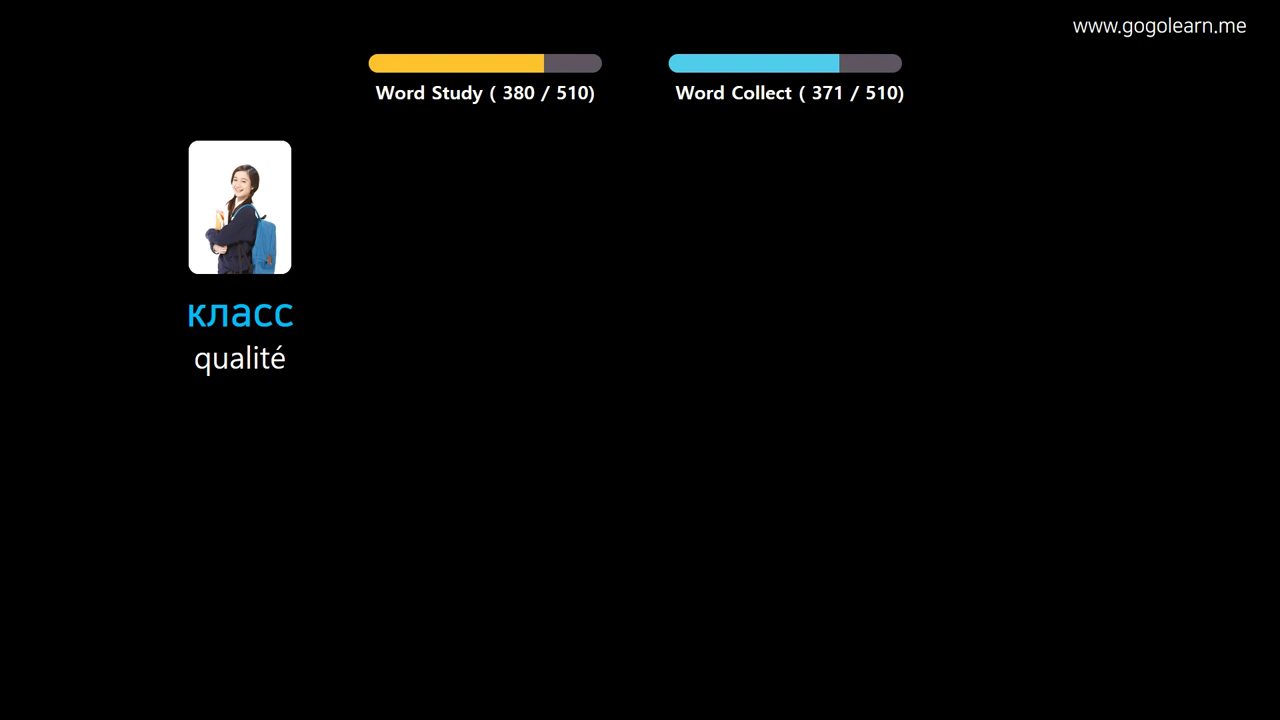 www.gogolearn.me
Word Study ( 380 / 510)
Word Collect ( 371 / 510)
класс
qualité